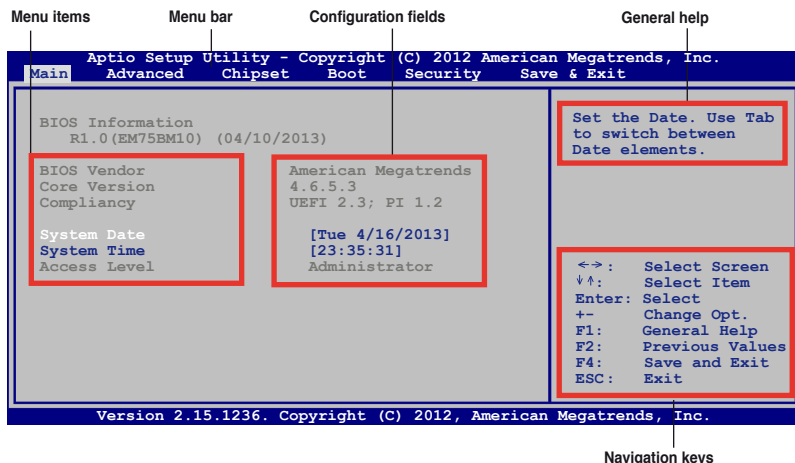 Menu items Menu bar Configuration fields General help
Aptio Setup Utility - Copyright (C) 2012 American Megatrends, Inc.
Main Advanced Chipset Boot Security Save & Exit
BIOS Information
R1.0(EM75BM10) (04/10/2013)
BIOS Vendor American Megatrends
Core Version 4.6.5.3
Compliancy UEFI 2.3; PI 1.2
System Date [Tue 4/16/2013]
System Time [23:35:31]
Access Level Administrator
Set the Date. Use Tab
to switch between
Date elements.
←→: Select Screen
↓↑: Select Item
Enter: Select
+- Change Opt.
F1: General Help
F2: Previous Values
F4: Save and Exit
ESC: Exit
Version 2.15.1236. Copyright (C) 2012, American Megatrends, Inc.
Navigation keys